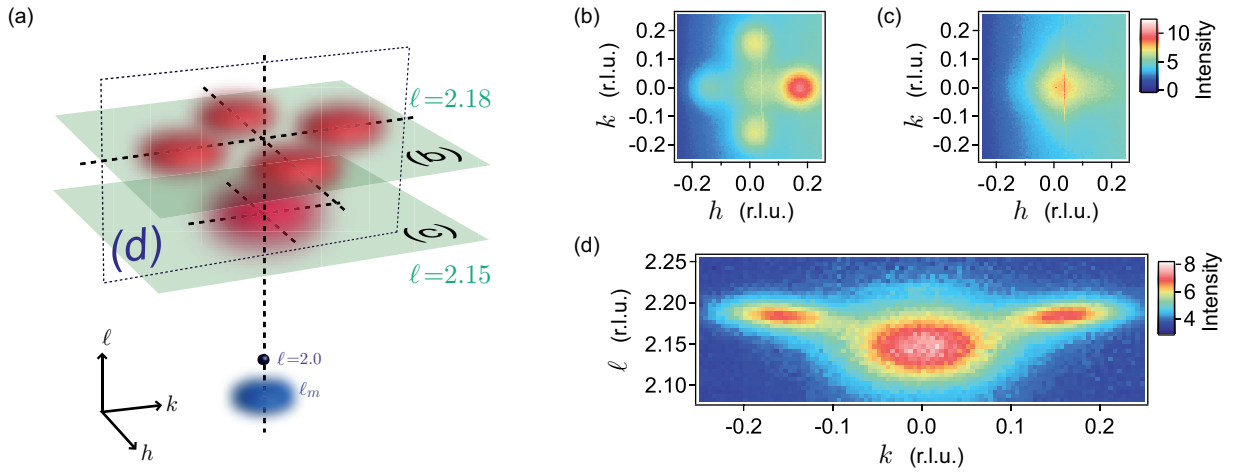 (a)
ℓ=2.18
(b)
(d)
(c)
ℓ=2.15
ℓ=2.0
ℓm
ℓ
k
h
(b)
k (r.l.u.)
0.2
0.1
0.0
-0.1
-0.2
-0.2 0.0 0.2
h (r.l.u.)
(c)
k (r.l.u.)
0.2
0.1
0.0
-0.1
-0.2
-0.2 0.0 0.2
h (r.l.u.)
10
5
0
Intensity
(d)
ℓ (r.l.u.)
2.25
2.20
2.15
2.10
-0.2 -0.1 0.0 0.1 0.2
k (r.l.u.)
8
6
4
Intensity